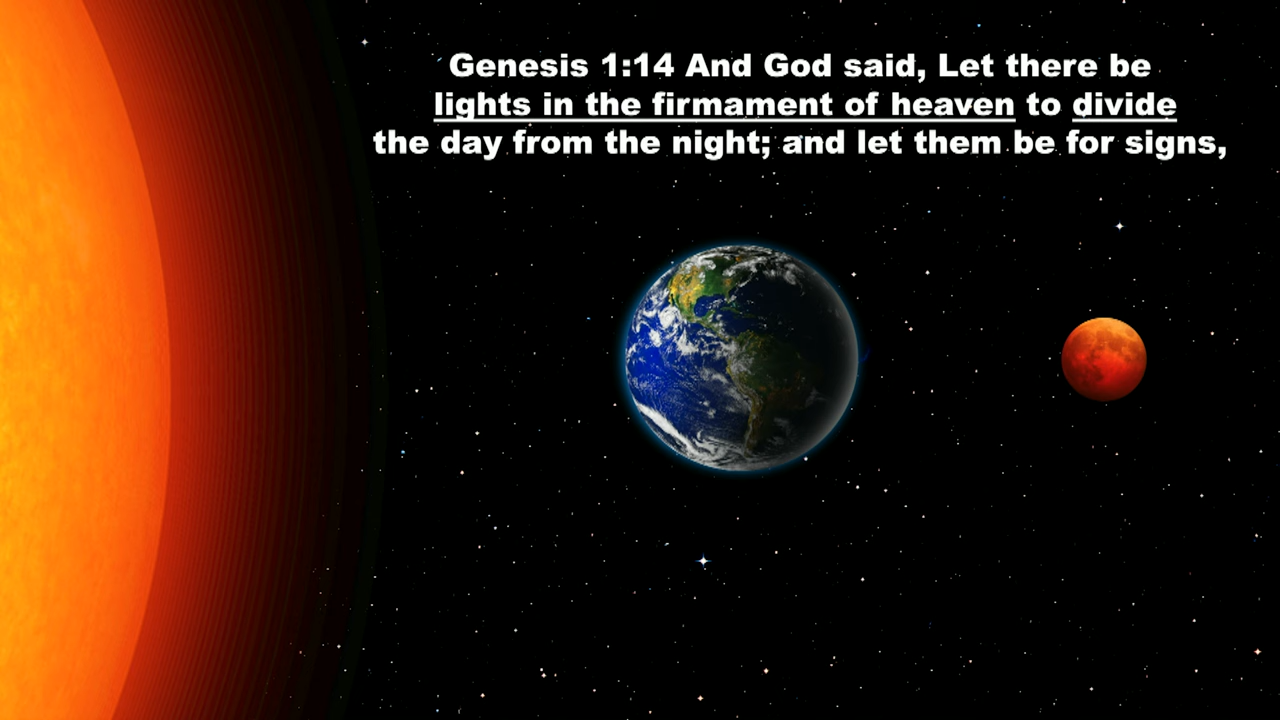 Genesis 1:14 And God said, Let there be
lights in the firmament of heaven to divide
the day from the night; and let them be for signs,